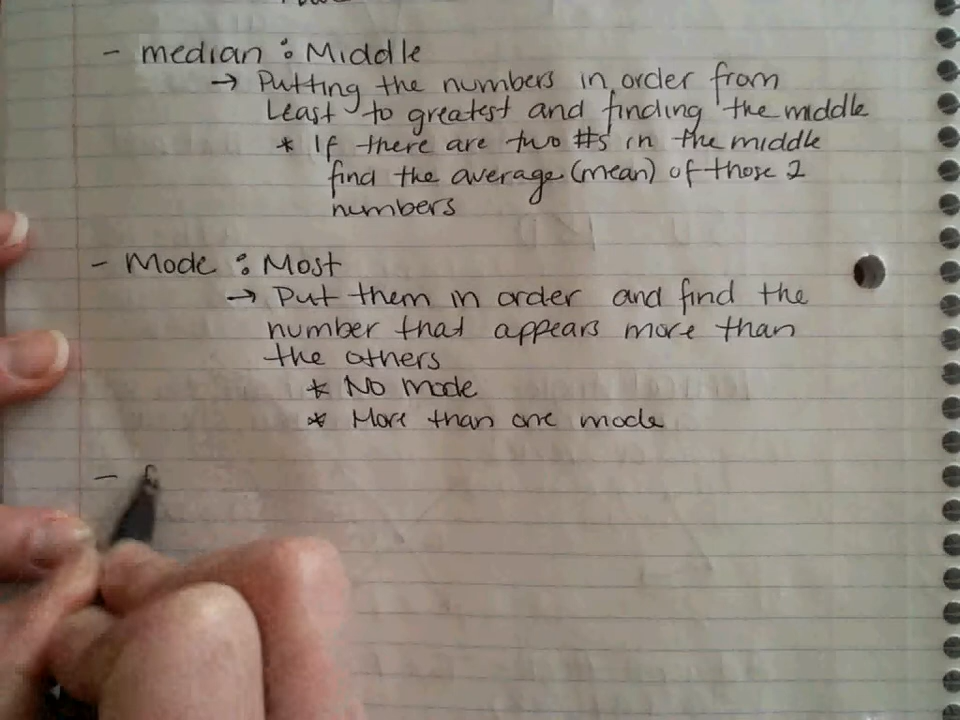 - median : Middle
→ Putting the numbers in order from
Least to greatest and finding the middle
* If there are two #s in the middle
find the average (mean) of those 2
numbers
- Mode : Most
→ Put them in order and find the
number that appears more than
the others
* No mode
* More than one mode
-